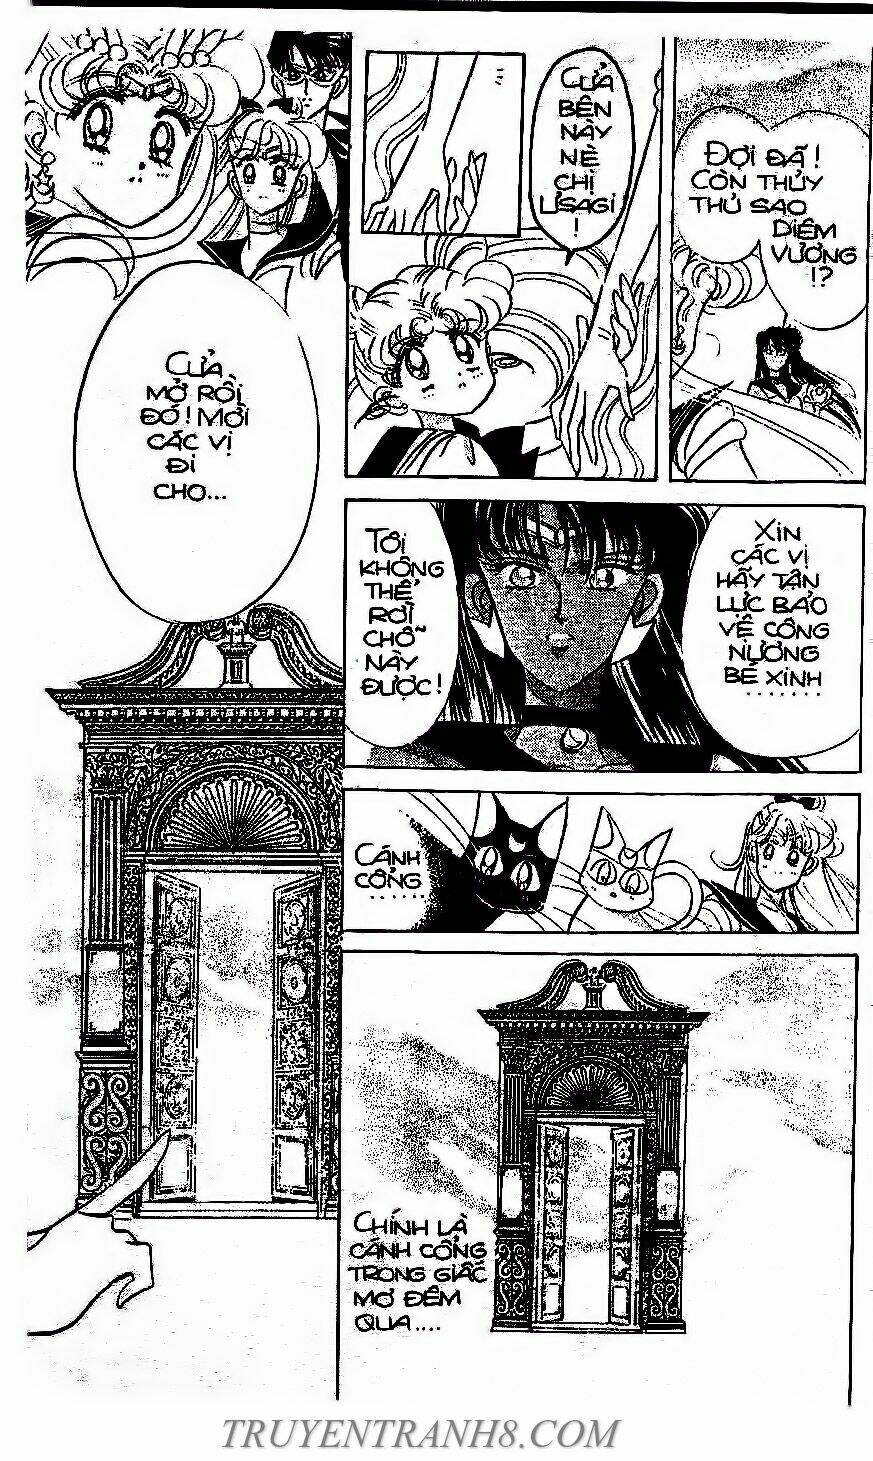 ĐỢI ĐÃ!
CÒN THỦY
THỦ SAO
DIÊM
VƯƠNG
!?
CỬA
BÊN
NÀY
NÈ
CHỊ
USAGI
!
XIN
CÁC VỊ
HÃY TẬN
LỰC BẢO
VỆ CÔNG
NƯƠNG
BÉ XINH
.......
TÔI
KHÔNG
THỂ
RỜI
CHỖ
NÀY
ĐƯỢC!
CÁNH
CỔNG
......
CHÍNH LÀ
CÁNH CỔNG
TRONG GIẤC
MƠ ĐÊM
QUA....
CỬA
MỞ RỒI
ĐÓ! MỜI
CÁC VỊ
ĐI
CHO...
TRUYENTRANH8.COM